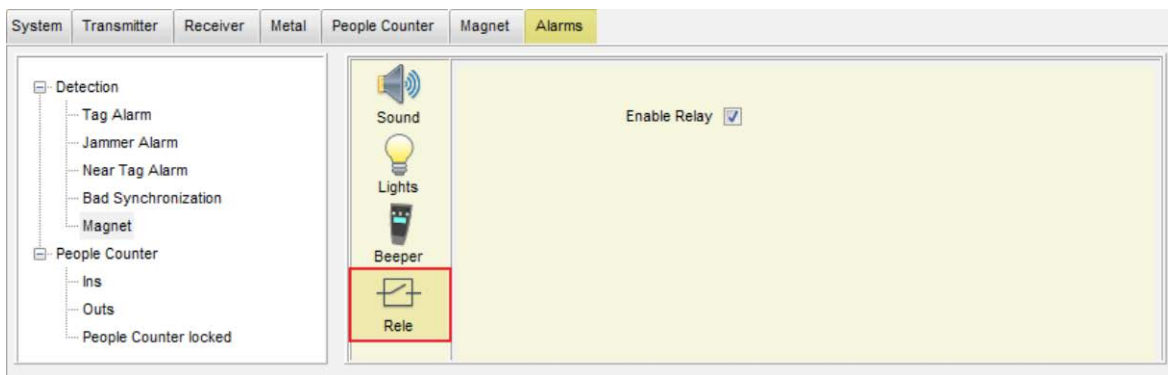 System Transmitter Receiver Metal People Counter Magnet Alarms
Detection
Tag Alarm
Jammer Alarm
Near Tag Alarm
Bad Synchronization
Magnet
People Counter
Ins
Outs
People Counter locked
Sound
Lights
Beeper
Rele
Enable Relay